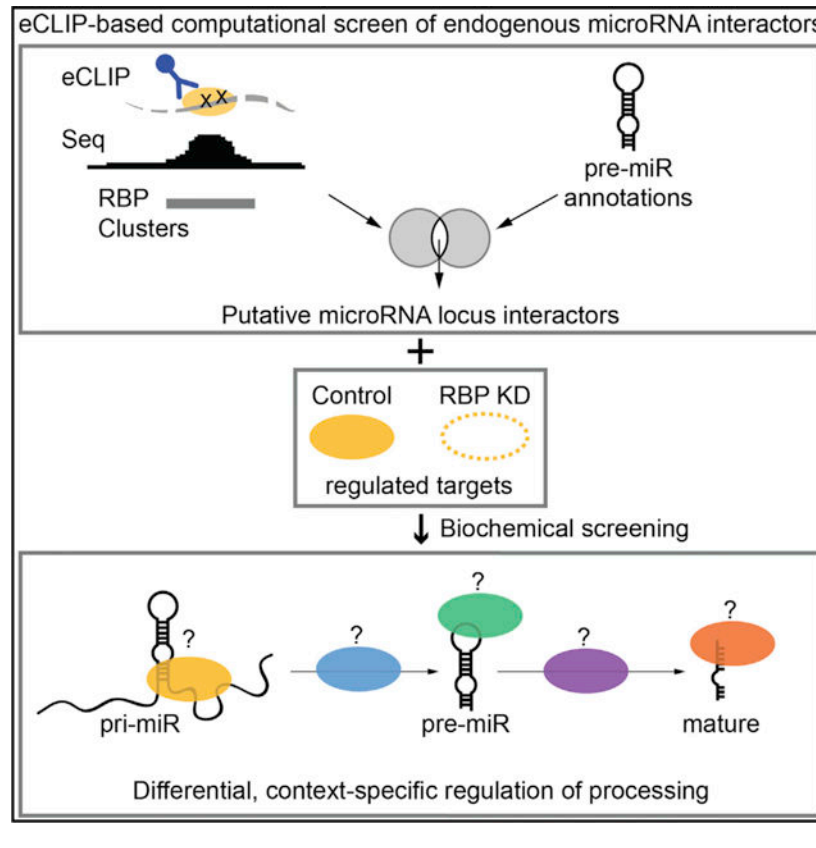 eCLIP-based computational screen of endogenous microRNA interactors
eCLIP
X X
Seq
RBP
Clusters
pre-miR
annotations
Putative microRNA locus interactors
+
Control RBP KD
regulated targets
Biochemical screening
? ? ? ? ?
pri-miR pre-miR mature
Differential, context-specific regulation of processing